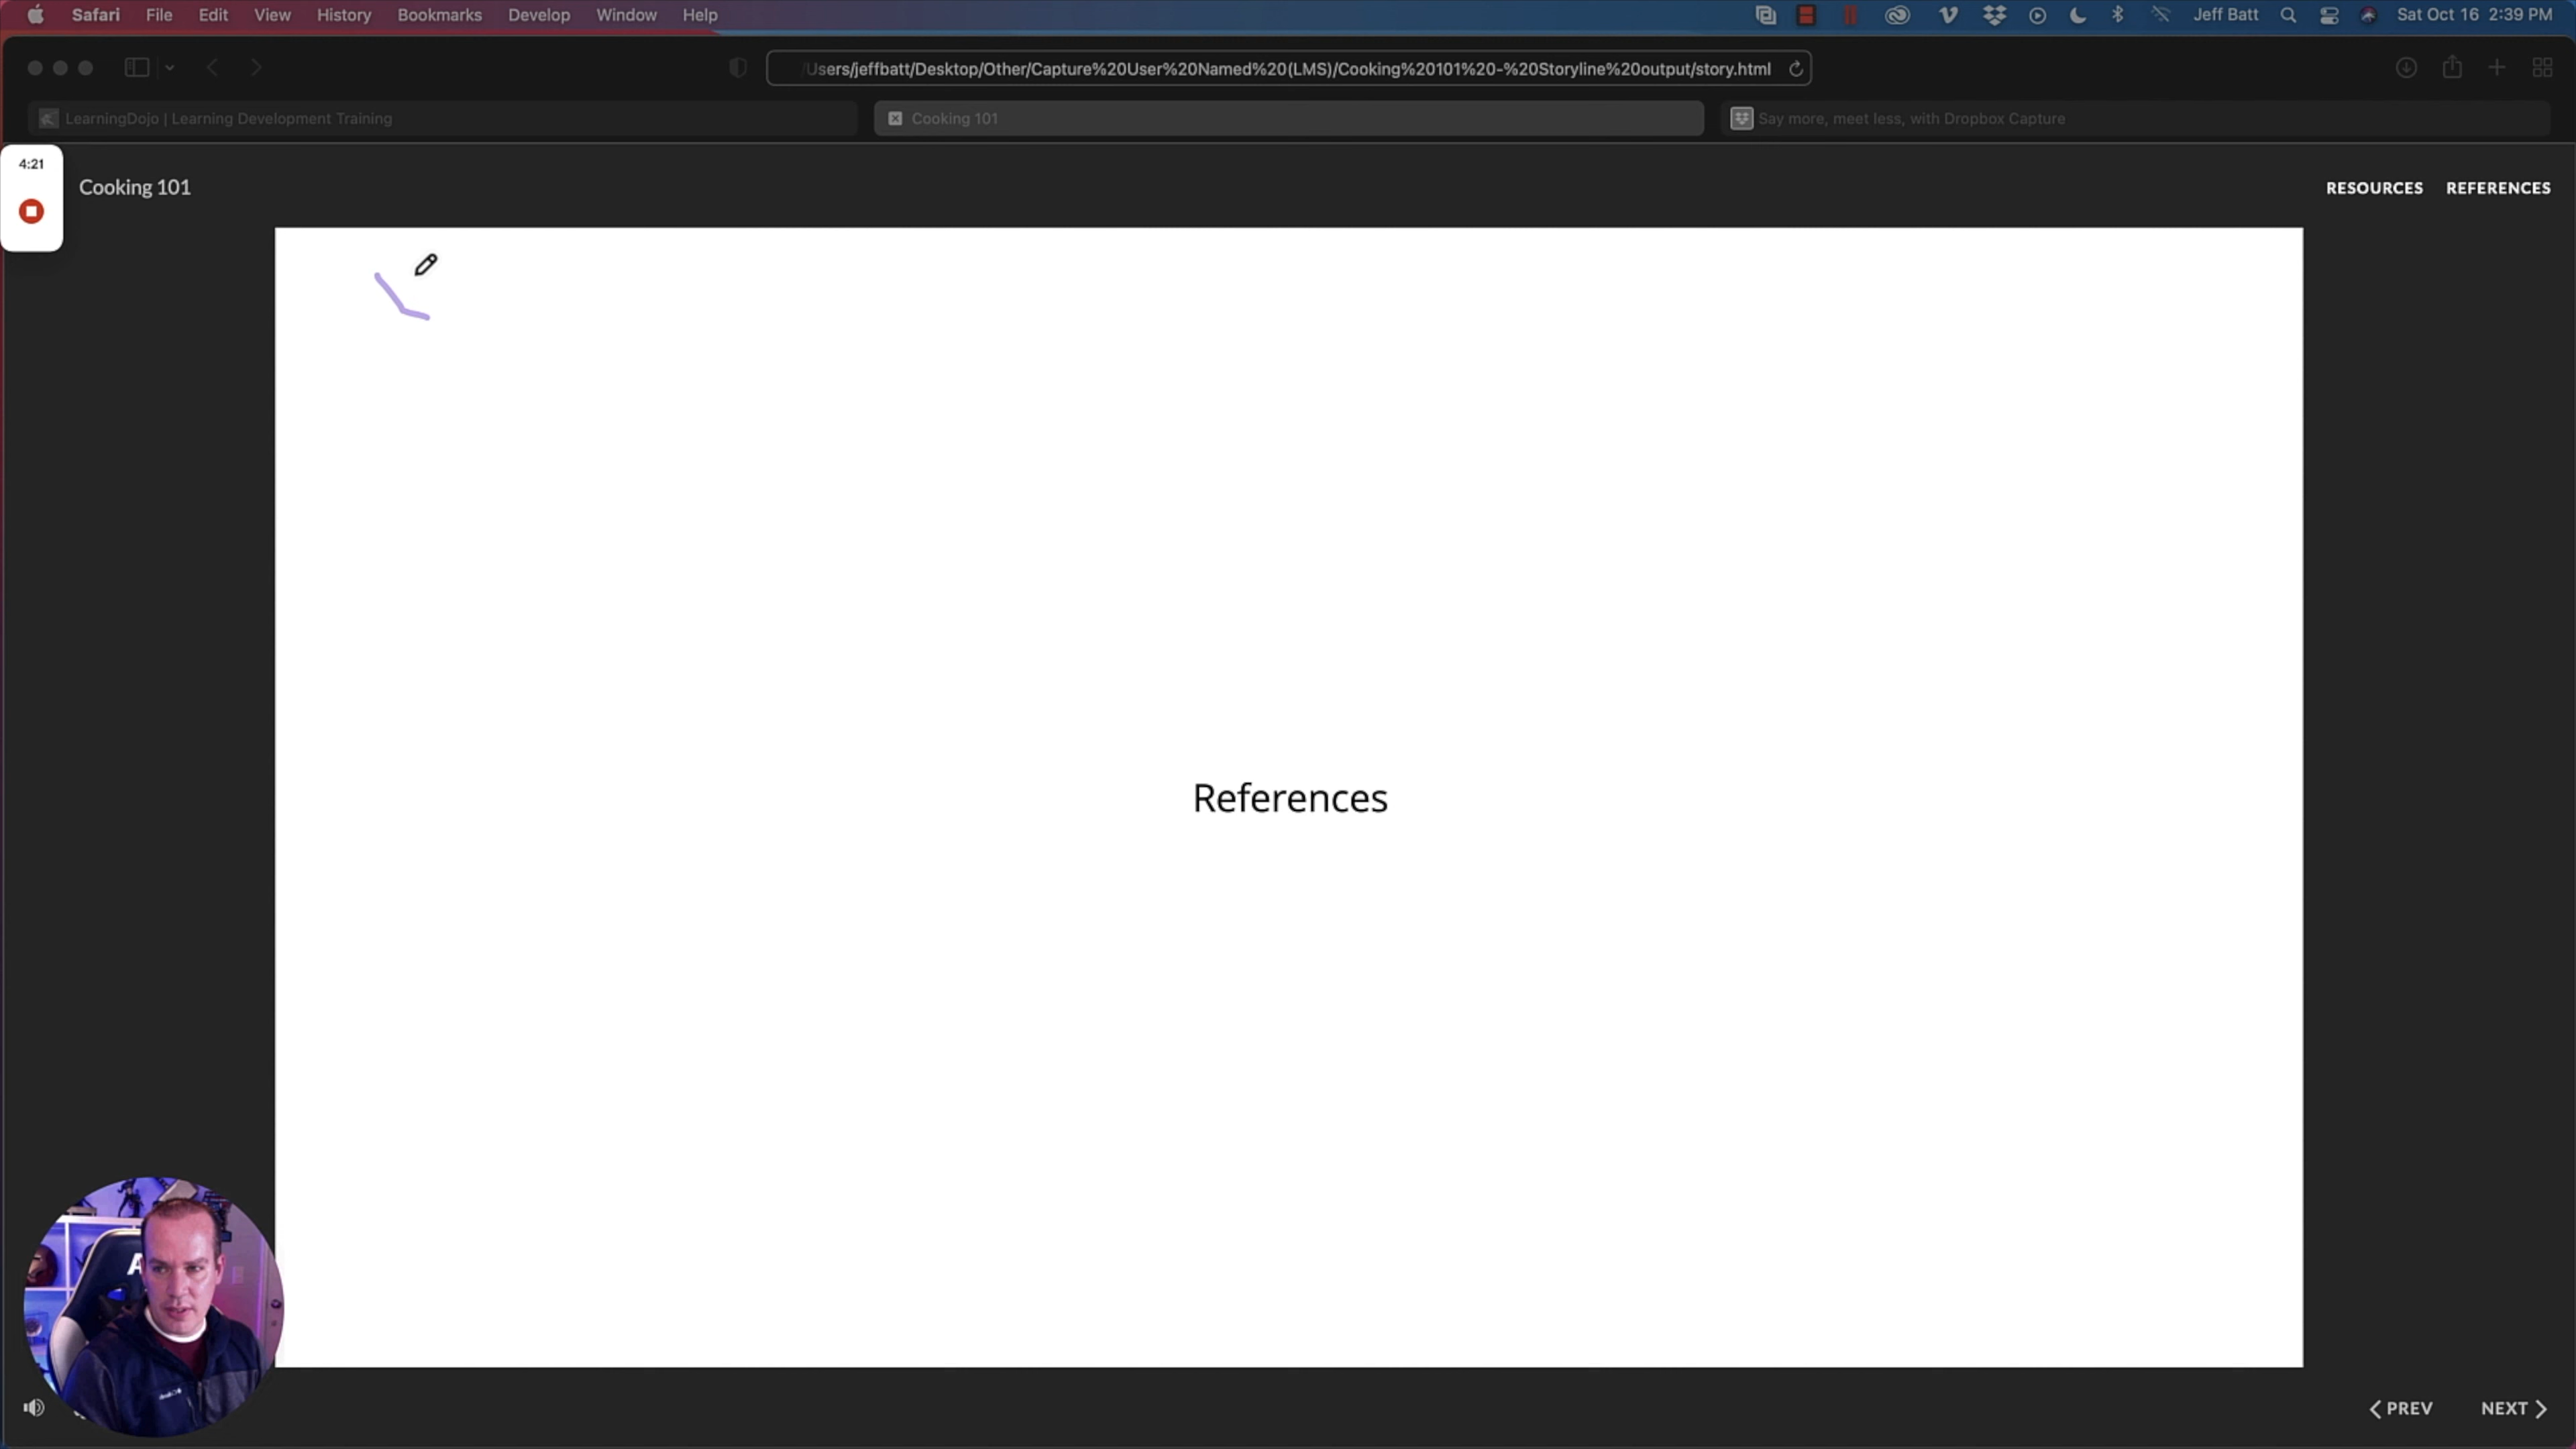 Safari File Edit View History Bookmarks Develop Window Help Jeff Batt Sat Oct 16 2:39 PM
/Users/jeffbatt/Desktop/Other/Capture%20User%20Named%20(LMS)/Cooking%20101%20-%20Storyline%20output/story.html
LearningDojo | Learning Development Training Cooking 101 Say more, meet less, with Dropbox Capture
4:21
Cooking 101 RESOURCES REFERENCES
References
PREV NEXT